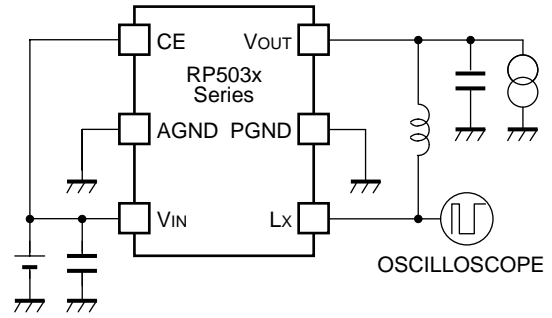 CE
VOUT
RP503x
Series
AGND
PGND
VIN
LX
OSCILLOSCOPE